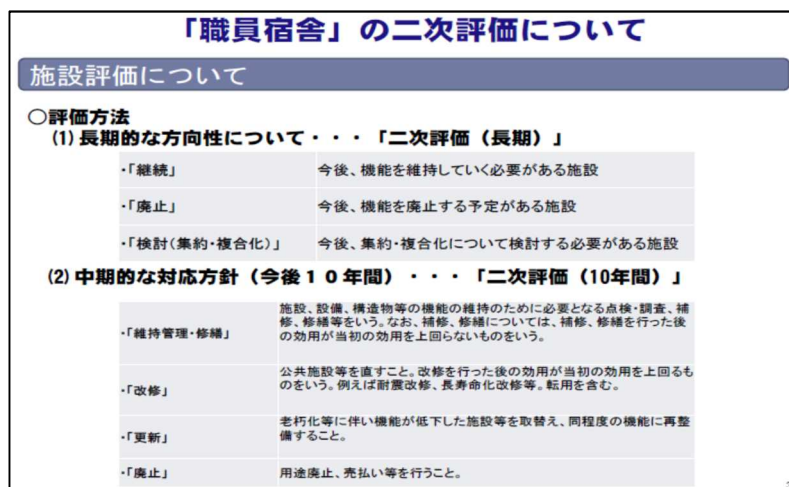 「職員宿舎」の二次評価について
施設評価について
○評価方法
(1) 長期的な方向性について・・・「二次評価（長期）」
・「継続」 今後、機能を維持していく必要がある施設
・「廃止」 今後、機能を廃止する予定がある施設
・「検討（集約・複合化）」 今後、集約・複合化について検討する必要がある施設
(2) 中期的な対応方針（今後１０年間）・・・「二次評価（10年間）」
・「維持管理・修繕」
施設、設備、構造物等の機能の維持のために必要となる点検・調査、補
修、修繕等をいう。なお、補修、修繕については、補修、修繕を行った後
の効用が当初の効用を上回らないものをいう。
・「改修」
公共施設等を直すこと。改修を行った後の効用が当初の効用を上回るも
のをいう。例えば耐震改修、長寿命化改修等。転用を含む。
・「更新」
老朽化等に伴い機能が低下した施設等を取替え、同程度の機能に再整
備すること。
・「廃止」 用途廃止、売払い等を行うこと。